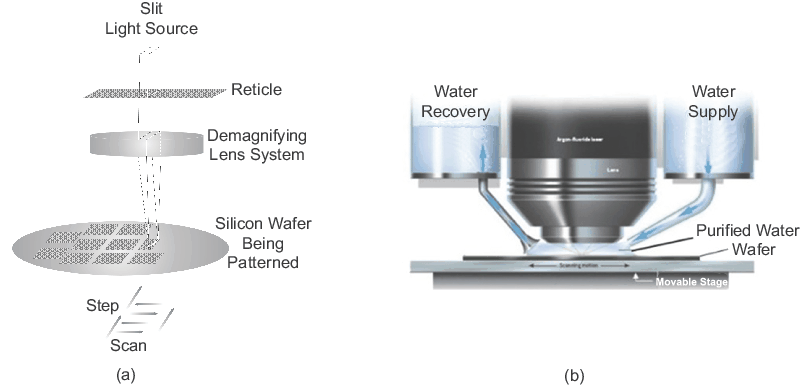 Slit
Light Source
Reticle
Demagnifying
Lens System
Silicon Wafer
Being
Patterned
Step
Scan
(a)
Water
Recovery
Water
Supply
Argon fluoride laser
Lens
Purified Water
Wafer
Scanning motion
Movable Stage
(b)